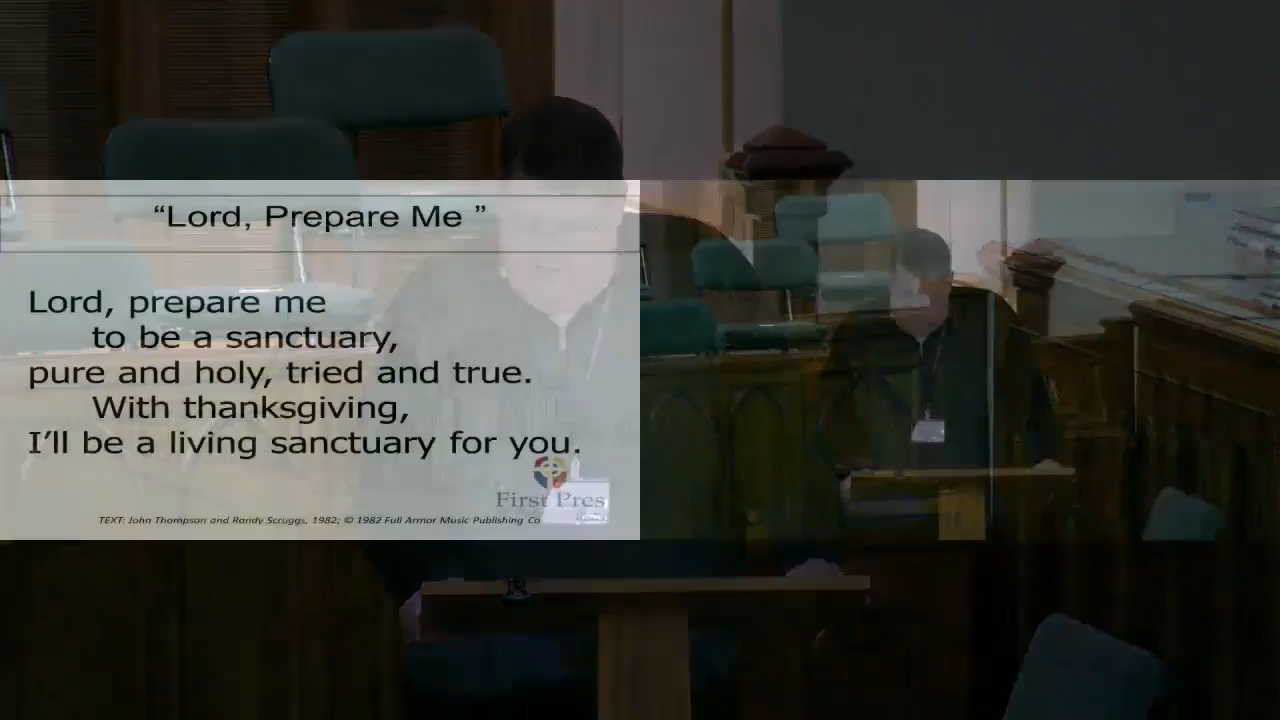 “Lord, Prepare Me ”
Lord, prepare me
to be a sanctuary,
pure and holy, tried and true.
With thanksgiving,
I’ll be a living sanctuary for you.
First Pres
TEXT: John Thompson and Randy Scruggs, 1982; © 1982 Full Armor Music Publishing Co